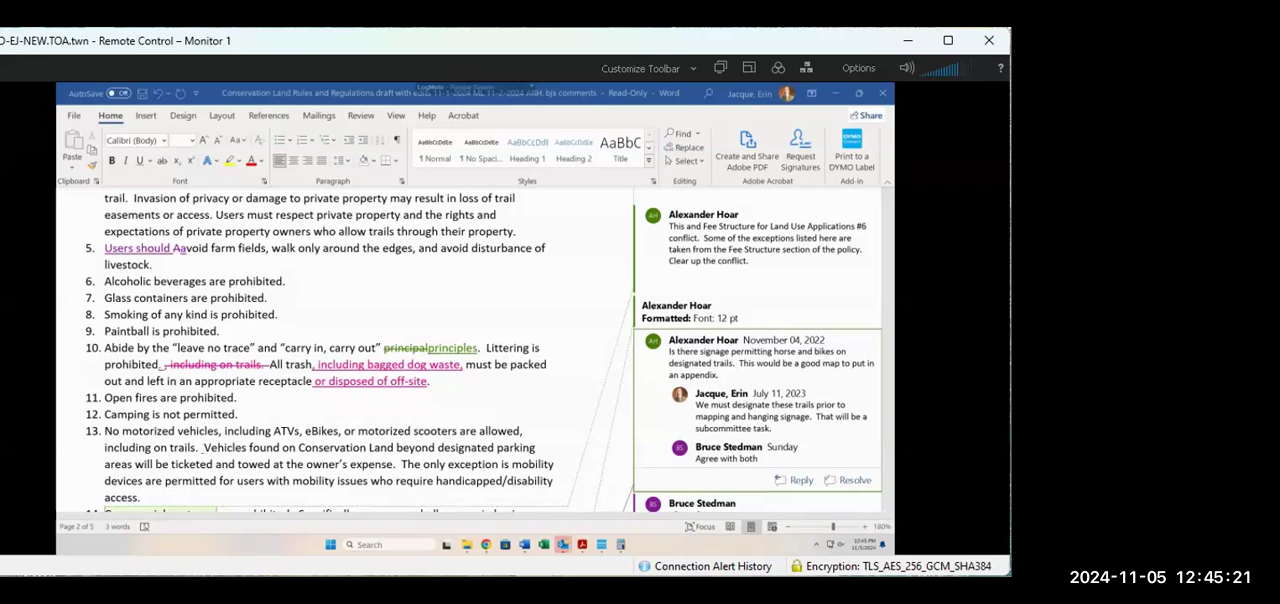 O-EJ-NEW.TOA.twn - Remote Control – Monitor 1
Customize Toolbar
Options
?
AutoSave Off
Conservation Land Rules and Regulations draft with edits 11-1-2024 ML 11-2-2024 AHH. bjs comments - Read-Only - Word
Jacque, Erin
File Home Insert Design Layout References Mailings Review View Help Acrobat
Share
Paste
Calibri (Body)
AaBbCcDdEe AaBbCcDdEe AaBbCcDdI AaBbCcDdEe AaBbC
1 Normal 1 No Spaci... Heading 1 Heading 2 Title
Find
Replace
Select
Create and Share Adobe PDF
Request Signatures
Print to a DYMO Label
Clipboard Font Paragraph Styles Editing Adobe Acrobat Add-in
trail. Invasion of privacy or damage to private property may result in loss of trail
easements or access. Users must respect private property and the rights and
expectations of private property owners who allow trails through their property.
5. Users should Aavoid farm fields, walk only around the edges, and avoid disturbance of
livestock.
6. Alcoholic beverages are prohibited.
7. Glass containers are prohibited.
8. Smoking of any kind is prohibited.
9. Paintball is prohibited.
10. Abide by the “leave no trace” and “carry in, carry out” principalprinciples. Littering is
prohibited. , including on trails. All trash, including bagged dog waste, must be packed
out and left in an appropriate receptacle or disposed of off-site.
11. Open fires are prohibited.
12. Camping is not permitted.
13. No motorized vehicles, including ATVs, eBikes, or motorized scooters are allowed,
including on trails. Vehicles found on Conservation Land beyond designated parking
areas will be ticketed and towed at the owner’s expense. The only exception is mobility
devices are permitted for users with mobility issues who require handicapped/disability
access.
AH Alexander Hoar
This and Fee Structure for Land Use Applications #6
conflict. Some of the exceptions listed here are
taken from the Fee Structure section of the policy.
Clear up the conflict.
Alexander Hoar
Formatted: Font: 12 pt
AH Alexander Hoar November 04, 2022
Is there signage permitting horse and bikes on
designated trails. This would be a good map to put in
an appendix.
Jacque, Erin July 11, 2023
We must designate these trails prior to
mapping and hanging signage. That will be a
subcommittee task.
BS Bruce Stedman Sunday
Agree with both
Reply Resolve
BS Bruce Stedman
Page 2 of 5 3 words
Focus
180%
Search
12:45 PM
11/5/2024
Connection Alert History
Encryption: TLS_AES_256_GCM_SHA384
2024-11-05 12:45:21